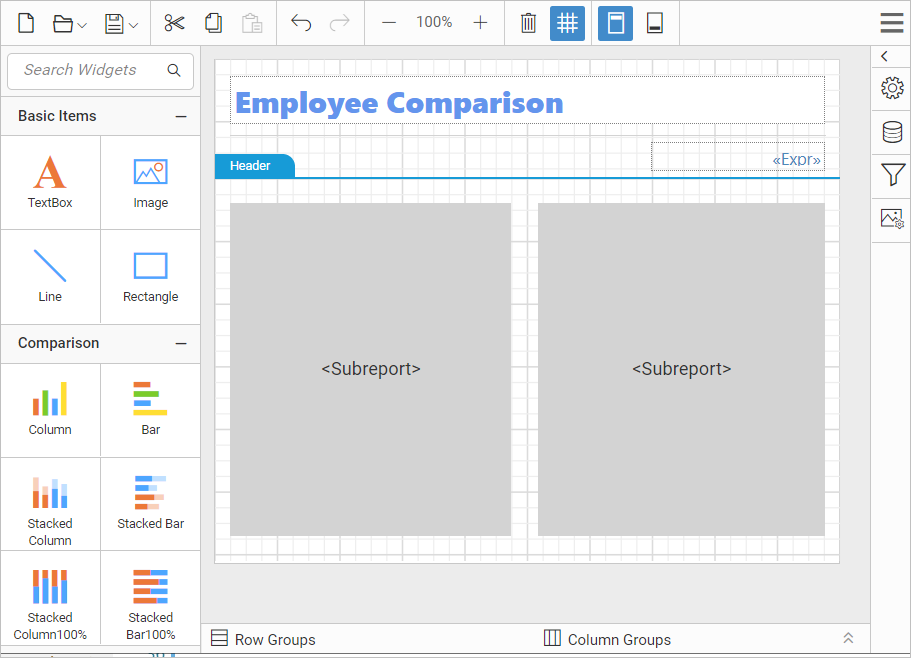 100%
Search Widgets
Basic Items
TextBox
Image
Line
Rectangle
Comparison
Column
Bar
Stacked
Column
Stacked Bar
Stacked
Column100%
Stacked
Bar100%
Employee Comparison
«Expr»
Header
<Subreport>
<Subreport>
Row Groups
Column Groups